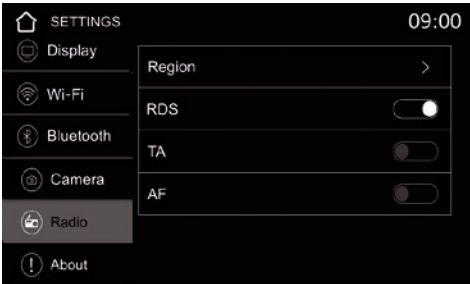 SETTINGS
09:00
Display
Wi-Fi
Bluetooth
Camera
Radio
About
Region
RDS
TA
AF